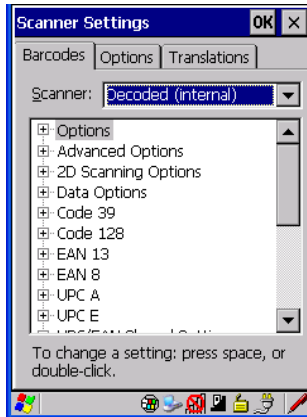 Scanner Settings OK ×
Barcodes Options Translations
Scanner: Decoded (internal)
Options
Advanced Options
2D Scanning Options
Data Options
Code 39
Code 128
EAN 13
EAN 8
UPC A
UPC E
To change a setting: press space, or
double-click.